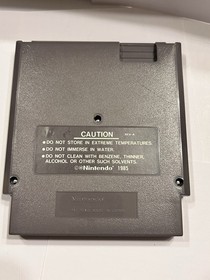 CAUTION
• DO NOT STORE IN EXTREME TEMPERATURES.
• DO NOT IMMERSE IN WATER.
• DO NOT CLEAN WITH BENZENE, THINNER,
ALCOHOL OR OTHER SUCH SOLVENTS.
©®Nintendo 1985
Nintendo